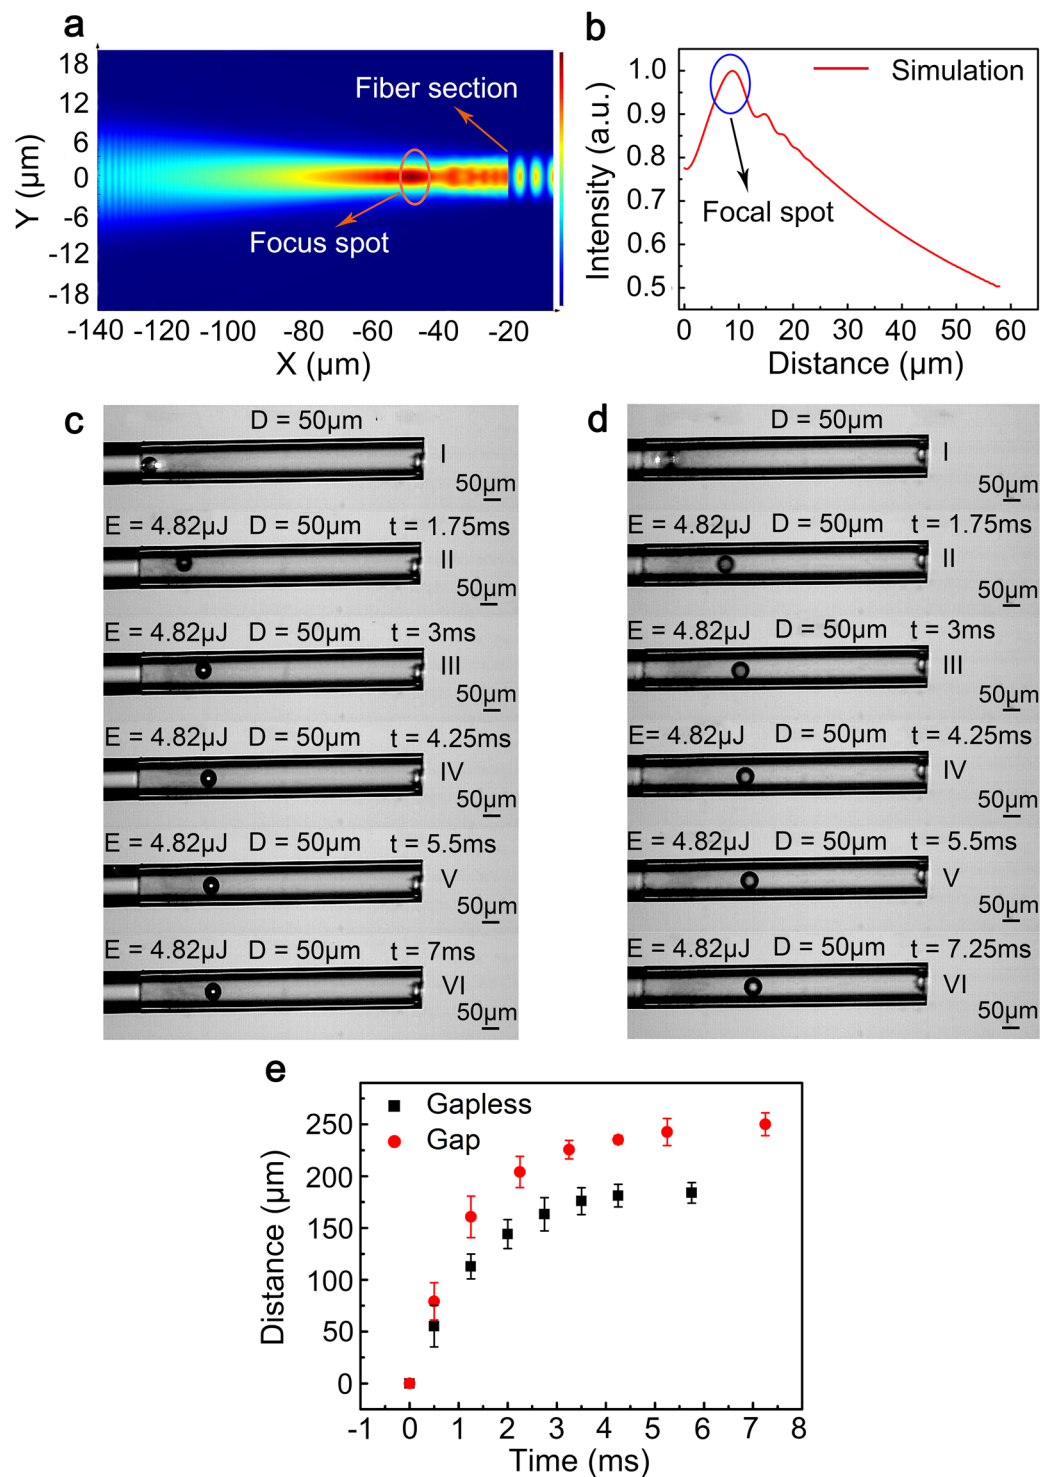 a
18
12
6
0
-6
-12
-18
Y (μm)
Fiber section
Focus spot
-140 -120 -100 -80 -60 -40 -20
X (μm)
b
1.0
0.9
0.8
0.7
0.6
0.5
Intensity (a.u.)
Simulation
Focal spot
0 10 20 30 40 50 60
Distance (μm)
c
D = 50μm
I
50μm
E = 4.82μJ D = 50μm t = 1.75ms
II
50μm
E = 4.82μJ D = 50μm t = 3ms
III
50μm
E = 4.82μJ D = 50μm t = 4.25ms
IV
50μm
E = 4.82μJ D = 50μm t = 5.5ms
V
50μm
E = 4.82μJ D = 50μm t = 7ms
VI
50μm
d
D = 50μm
I
50μm
E = 4.82μJ D = 50μm t = 1.75ms
II
50μm
E = 4.82μJ D = 50μm t = 3ms
III
50μm
E= 4.82μJ D = 50μm t = 4.25ms
IV
50μm
E = 4.82μJ D = 50μm t = 5.5ms
V
50μm
E = 4.82μJ D = 50μm t = 7.25ms
VI
50μm
e
Gapless
Gap
250
200
150
100
50
0
Distance (μm)
-1 0 1 2 3 4 5 6 7 8
Time (ms)